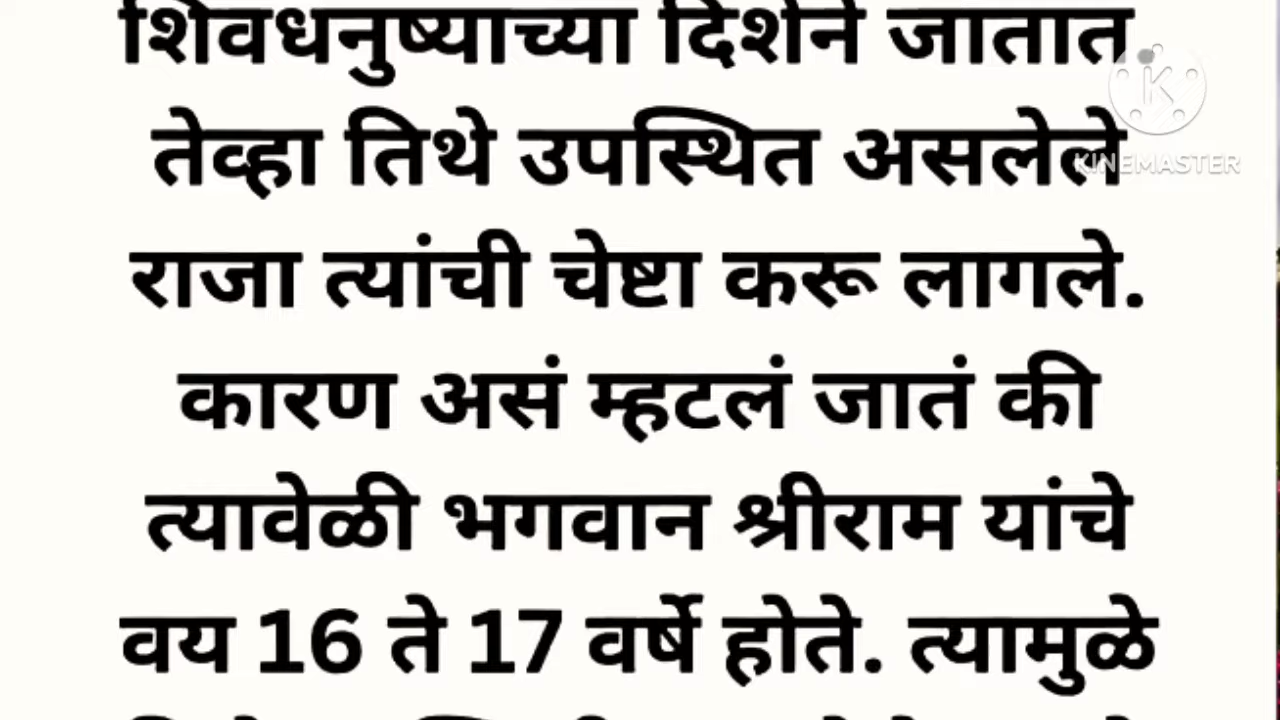 शिवधनुष्याच्या दिशेने जातात
तेव्हा तिथे उपस्थित असलेले
राजा त्यांची चेष्टा करू लागले.
कारण असं म्हटलं जातं की
त्यावेळी भगवान श्रीराम यांचे
वय 16 ते 17 वर्षे होते. त्यामुळे
KINEMASTER